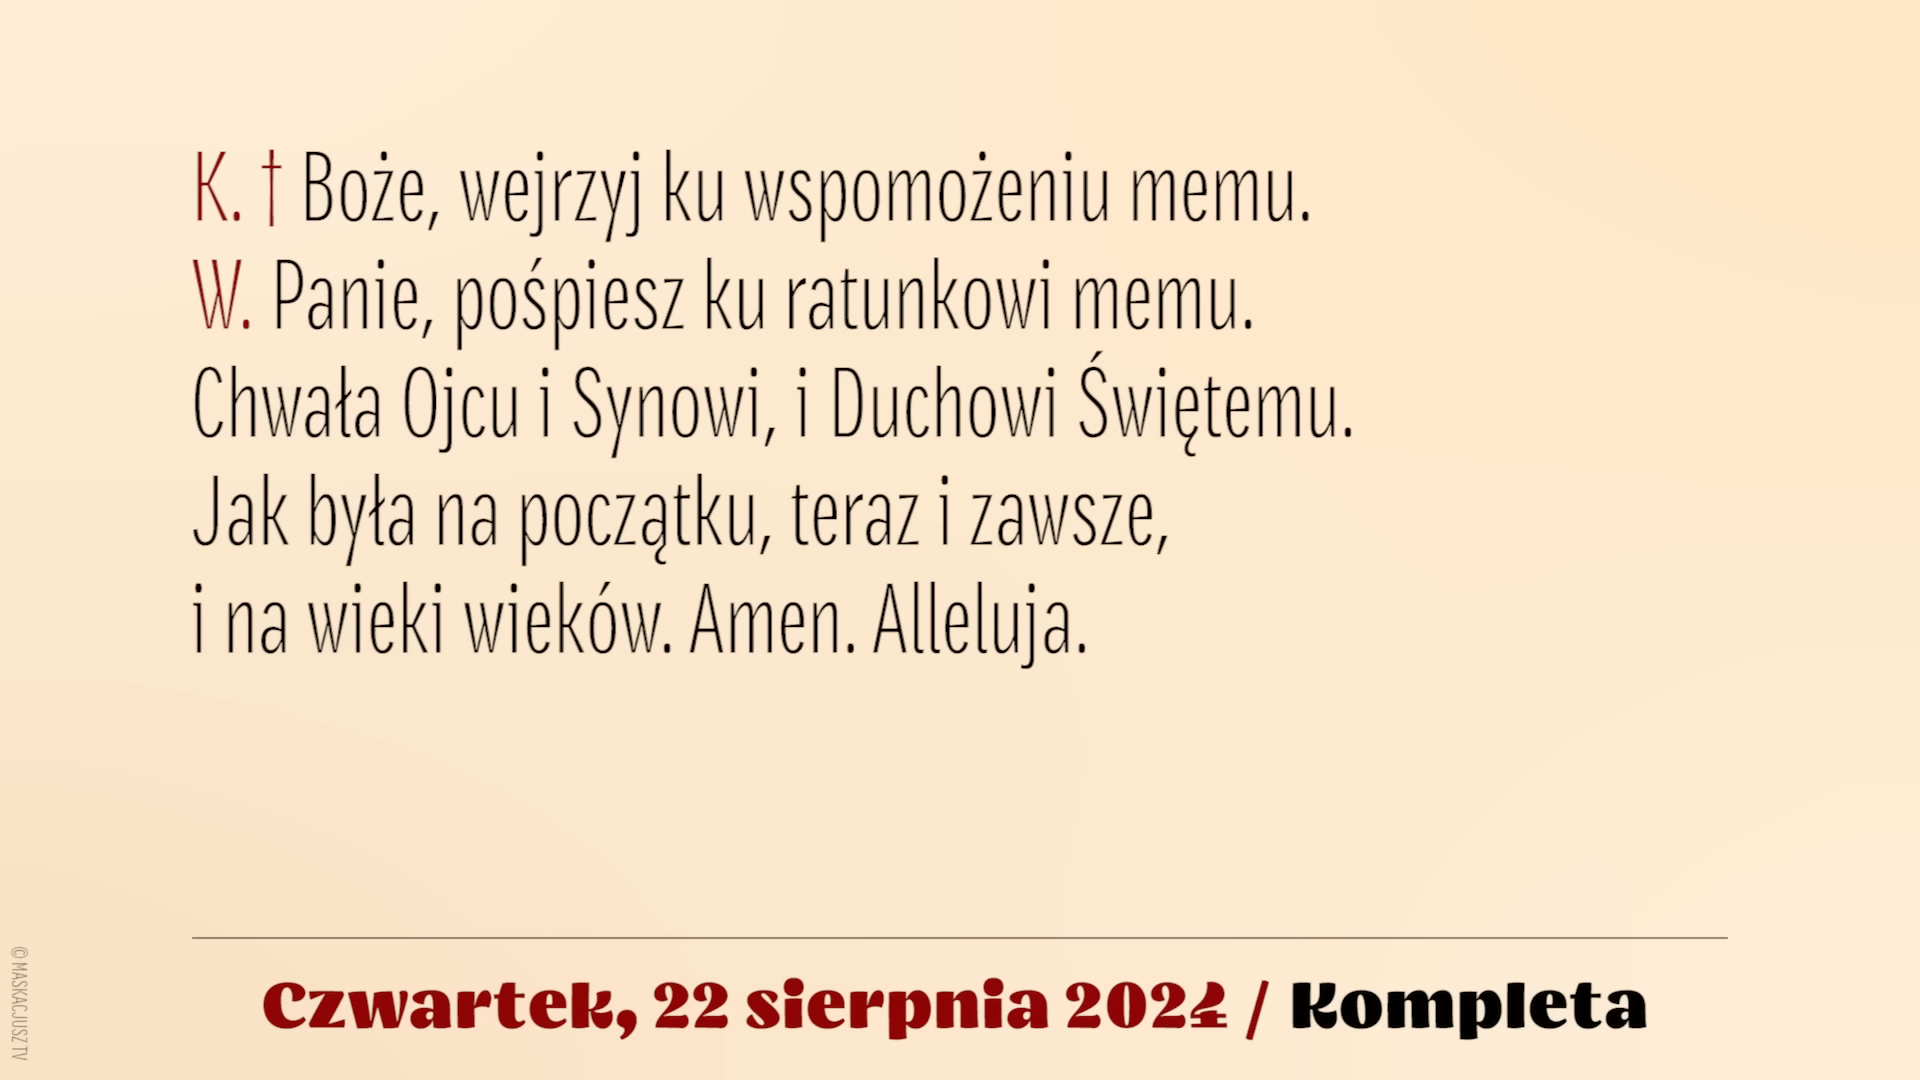 K. † Boże, wejrzyj ku wspomożeniu memu.
W. Panie, pośpiesz ku ratunkowi memu.
Chwała Ojcu i Synowi, i Duchowi Świętemu.
Jak była na początku, teraz i zawsze,
i na wieki wieków. Amen. Alleluja.
Czwartek, 22 sierpnia 2024 / Kompleta
© MASKACJUSZ TV